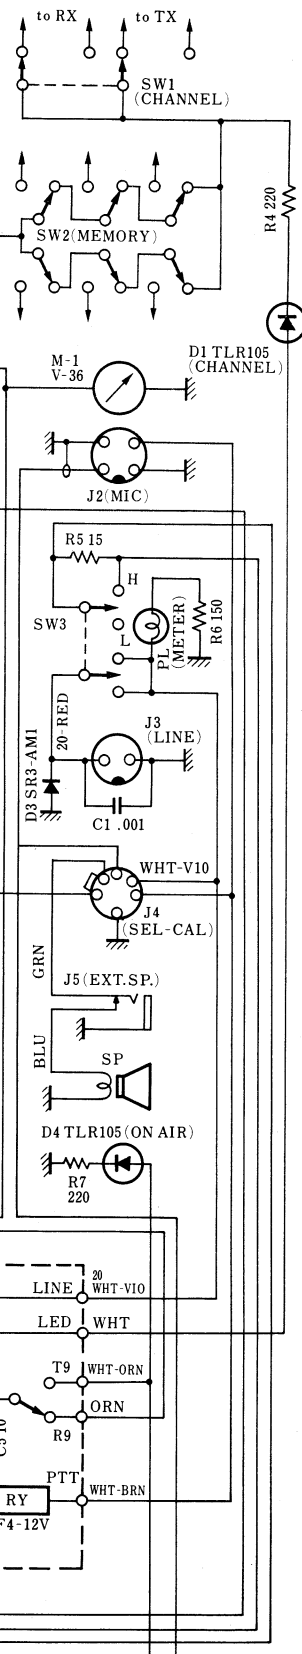 to RX
to TX
SW1
(CHANNEL)
R4 220
SW2(MEMORY)
D1 TLR105
(CHANNEL)
M-1
V-36
J2(MIC)
R5 15
H
SW3
L
PL
(METER)
R6 150
20-RED
J3
(LINE)
D3 SR3-AM1
C1 .001
WHT-V10
J4
(SEL-CAL)
GRN
J5(EXT.SP.)
BLU
SP
D4 TLR105(ON AIR)
R7
220
LINE
20
WHT-VIO
LED
WHT
T9
WHT-ORN
ORN
R9
PTT
WHT-BRN
RY
F4-12V